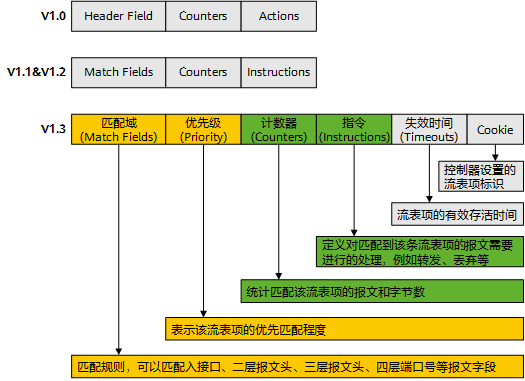 V1.0 Header Field Counters Actions
V1.1&V1.2 Match Fields Counters Instructions
V1.3 匹配域 优先级 计数器 指令 失效时间 Cookie
(Match Fields) (Priority) (Counters) (Instructions) (Timeouts)
控制器设置的
流表项标识
流表项的有效存活时间
定义对匹配到该条流表项的报文需要
进行的处理，例如转发、丢弃等
统计匹配该流表项的报文和字节数
表示该流表项的优先匹配程度
匹配规则，可以匹配入接口、二层报文头、三层报文头、四层端口号等报文字段